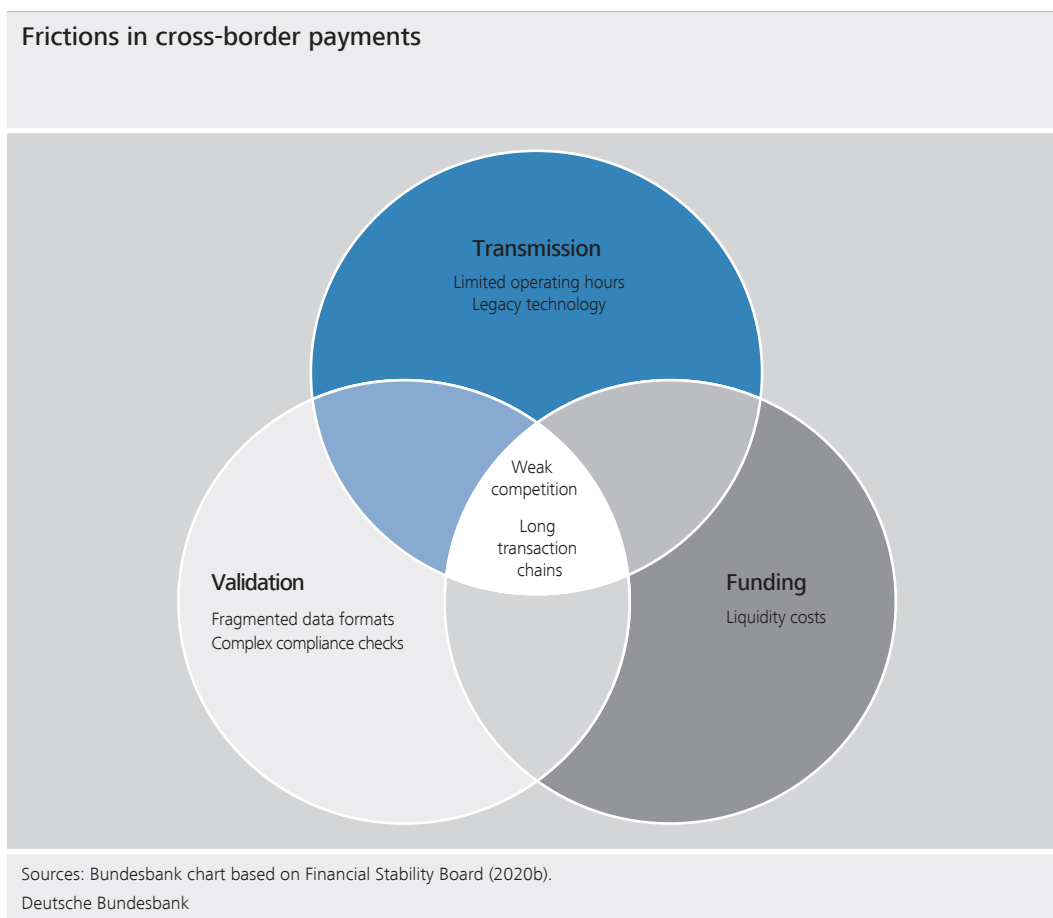 Frictions in cross-border payments
Transmission
Limited operating hours
Legacy technology
Weak
competition
Long
transaction
chains
Validation
Fragmented data formats
Complex compliance checks
Funding
Liquidity costs
Sources: Bundesbank chart based on Financial Stability Board (2020b).
Deutsche Bundesbank